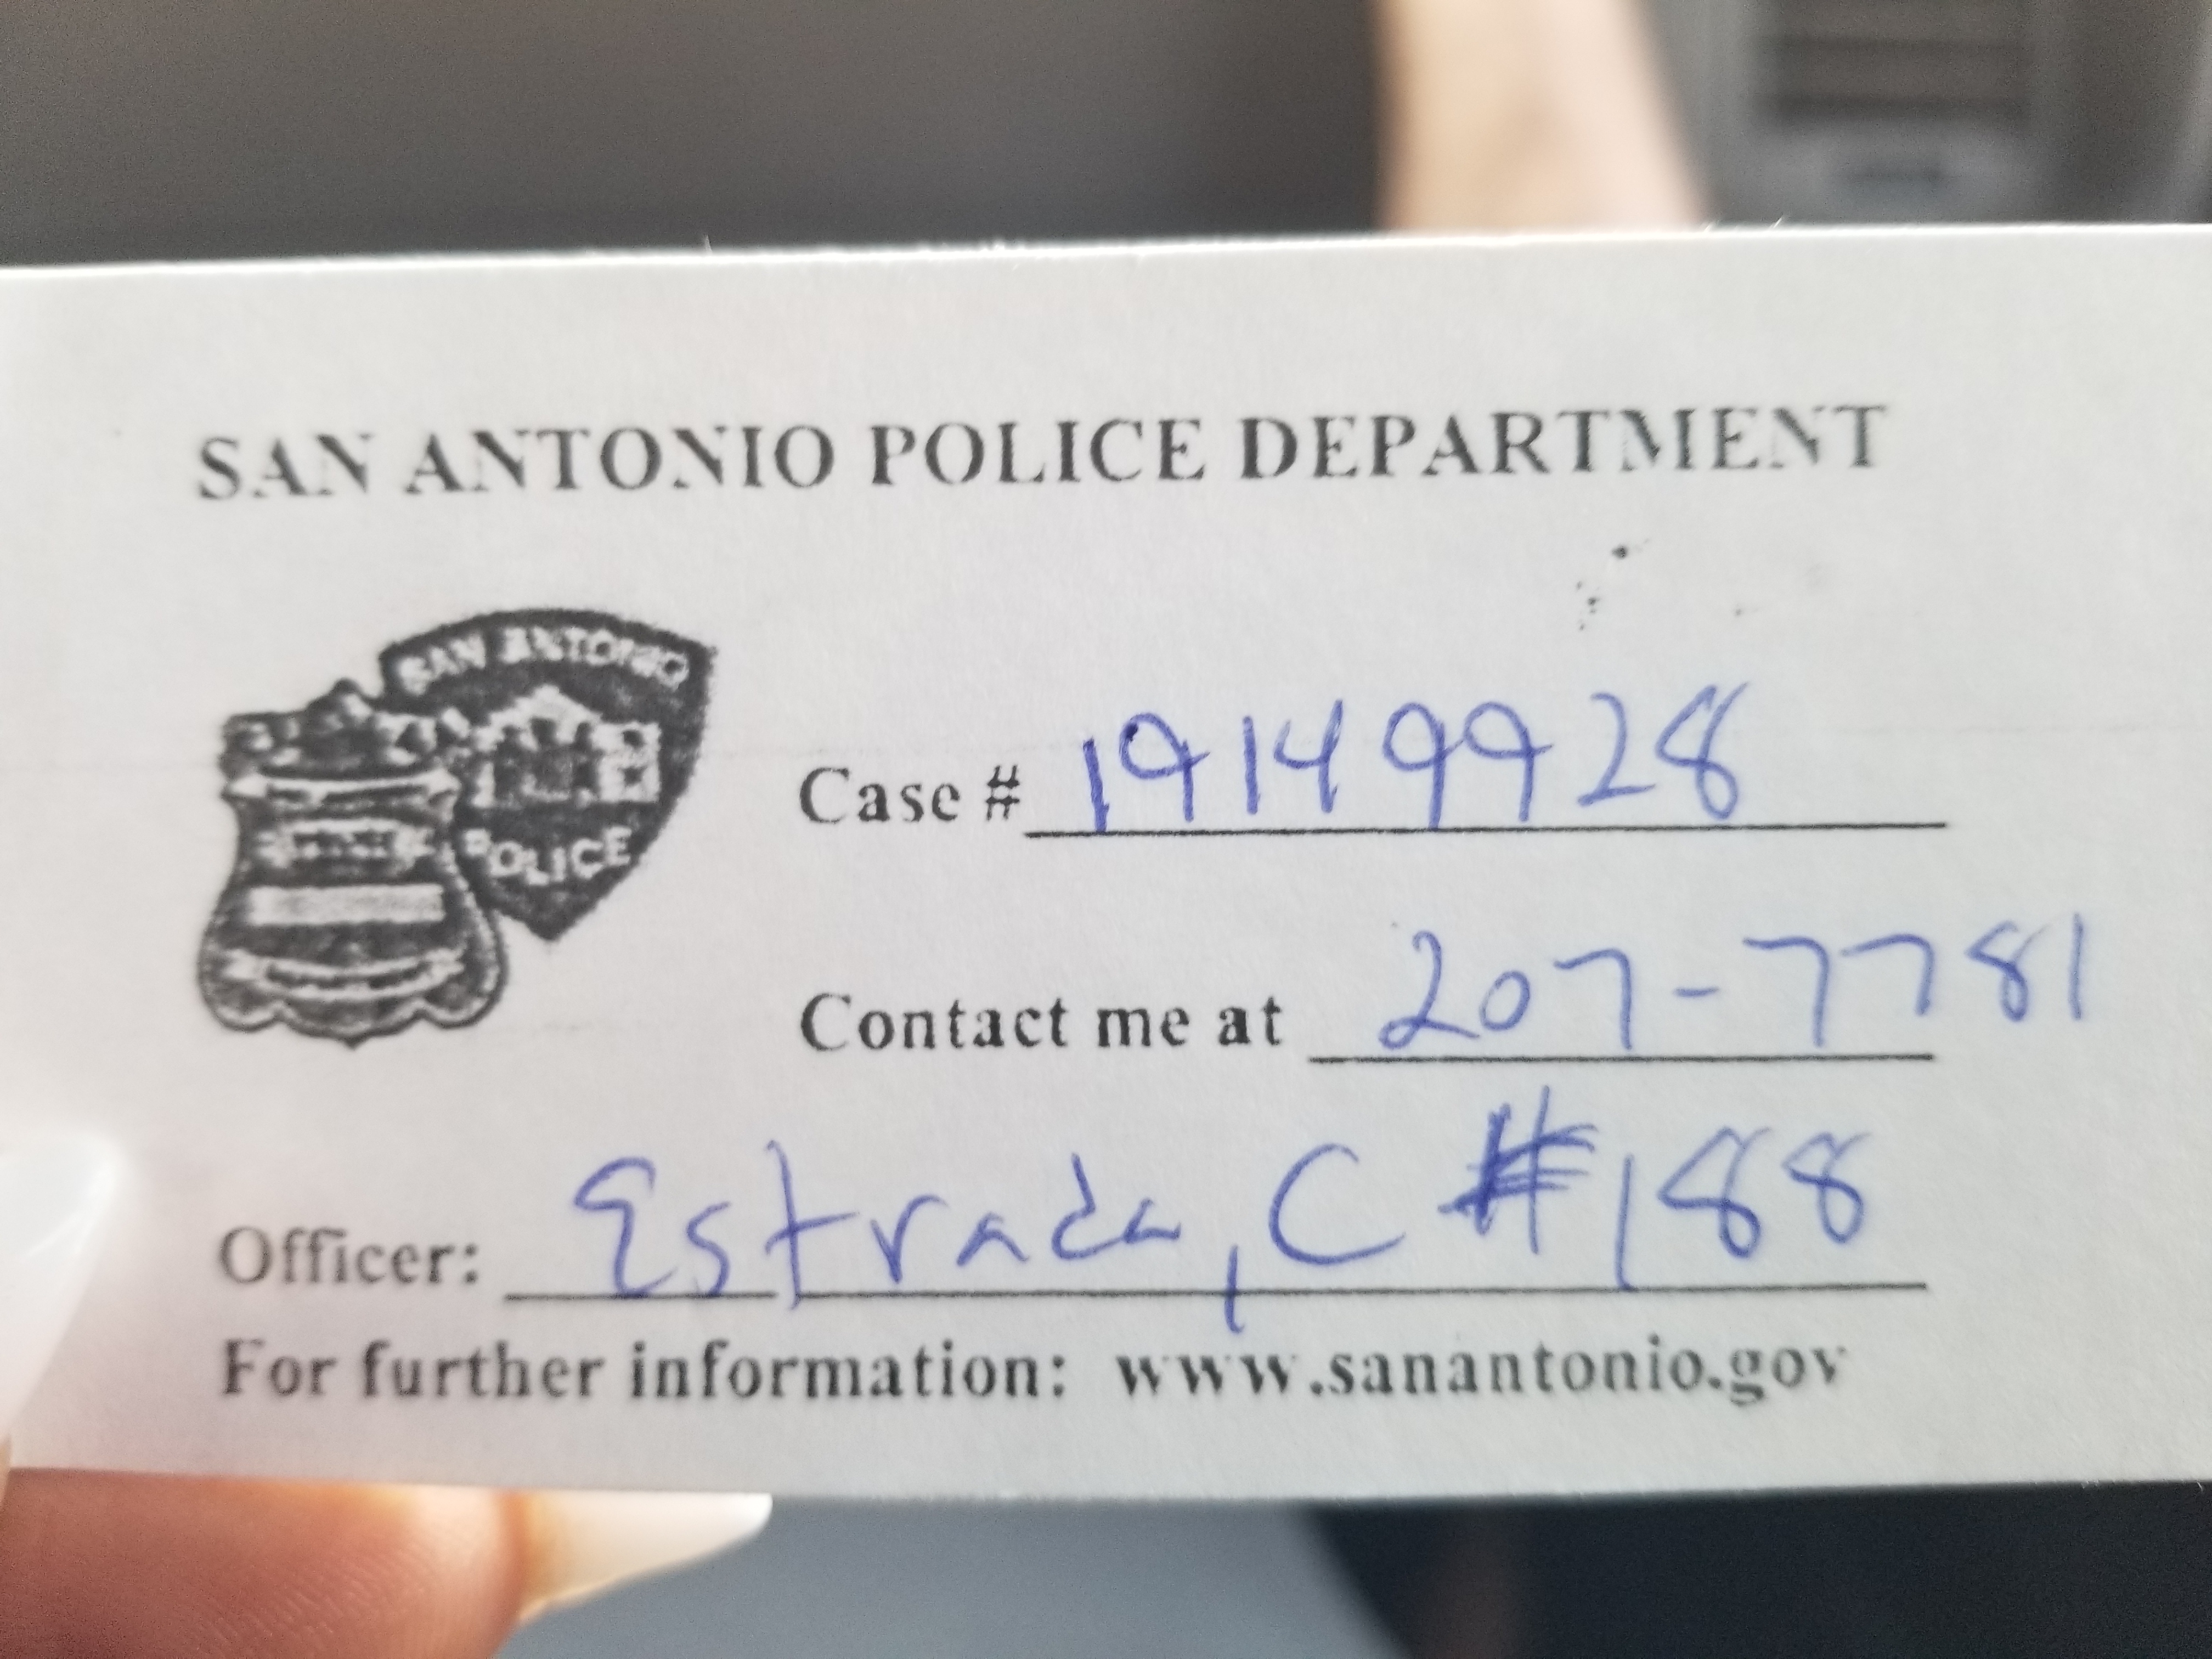 SAN ANTONIO POLICE DEPARTMENT
SAN ANTONIO
POLICE
Case # 19149928
Contact me at 207-7781
Officer: Estrada, C #188
For further information: www.sanantonio.gov